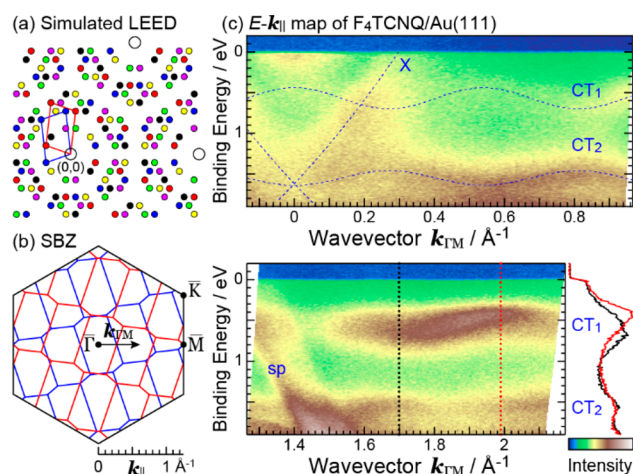 (a) Simulated LEED
(0,0)
(b) SBZ
K̅
Γ̅
k_ΓM
M̅
0 1 Å⁻¹
k∥
(c) E-k∥ map of F₄TCNQ/Au(111)
Binding Energy / eV
0
1
X
CT₁
CT₂
0 0.2 0.4 0.6 0.8
Wavevector k_ΓM / Å⁻¹
Binding Energy / eV
0
1
sp
CT₁
CT₂
1.4 1.6 1.8 2
Wavevector k_ΓM / Å⁻¹
Intensity